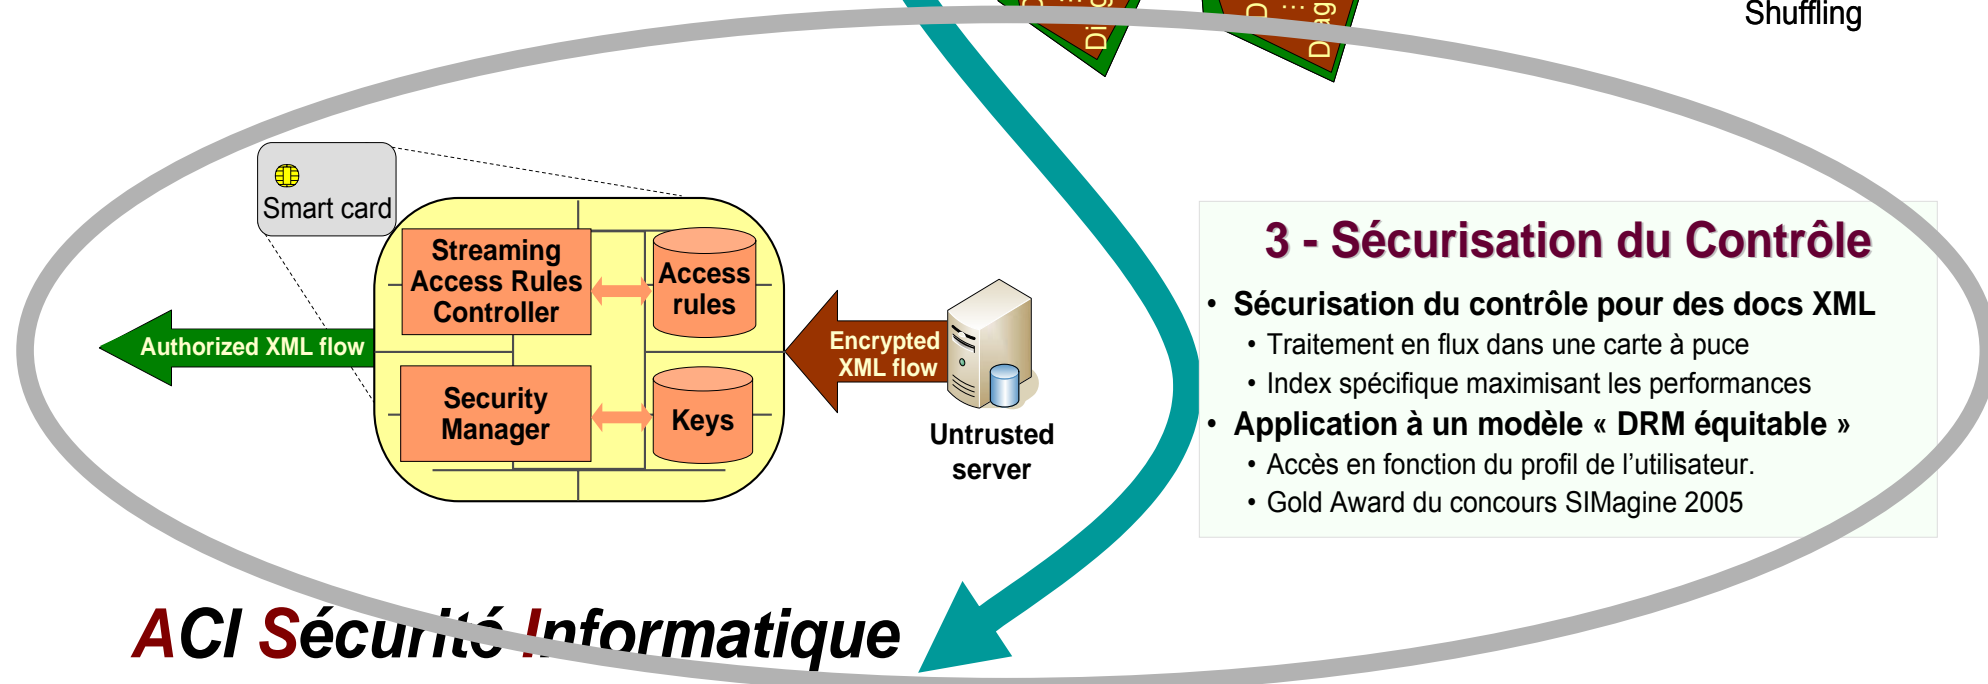 Shuffling
Smart card
Streaming
Access Rules
Controller
Access
rules
Authorized XML flow
Encrypted
XML flow
Security
Manager
Keys
Untrusted
server
3 - Sécurisation du Contrôle
• Sécurisation du contrôle pour des docs XML
• Traitement en flux dans une carte à puce
• Index spécifique maximisant les performances
• Application à un modèle « DRM équitable »
• Accès en fonction du profil de l'utilisateur.
• Gold Award du concours SIMagine 2005
ACI Sécurité Informatique